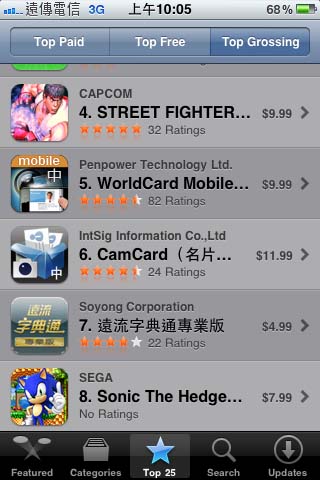 遠傳電信 3G 上午10:05 68%
Top Paid Top Free Top Grossing
CAPCOM
4. STREET FIGHTER... $9.99
32 Ratings
mobile
中
Penpower Technology Ltd.
5. WorldCard Mobile... $9.99
82 Ratings
中
IntSig Information Co.,Ltd
6. CamCard（名片... $11.99
24 Ratings
遠流
字典通
專業版
Soyong Corporation
7. 遠流字典通專業版 $4.99
22 Ratings
SEGA
8. Sonic The Hedge... $7.99
No Ratings
Featured Categories Top 25 Search Updates